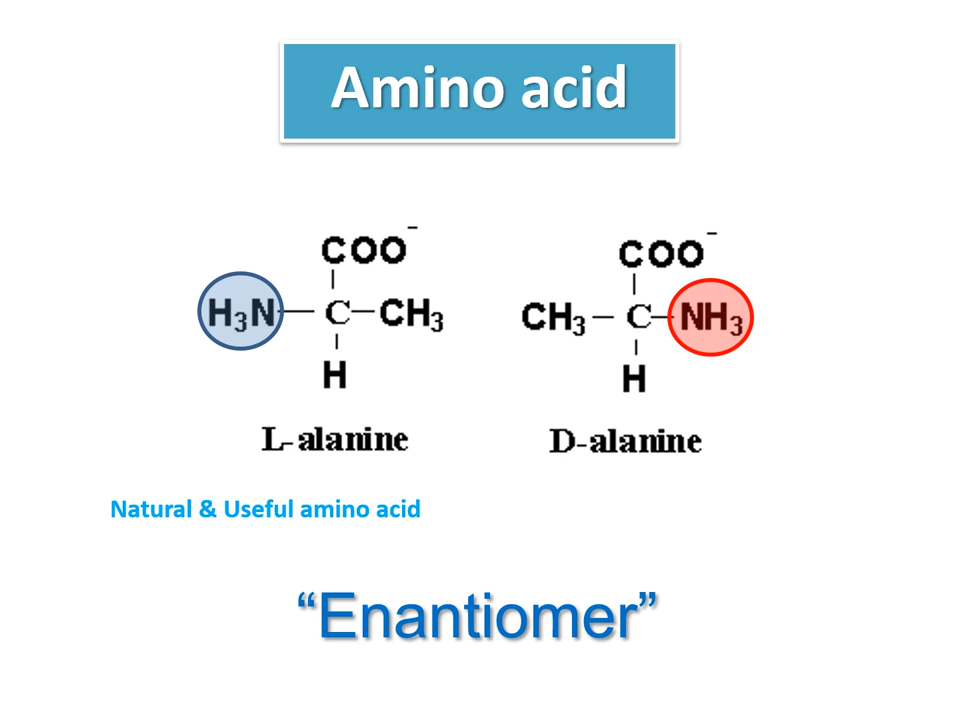 Amino acid
COO⁻ COO⁻
H₃N — C — CH₃ CH₃ — C — NH₃
H H
L-alanine D-alanine
Natural & Useful amino acid
“Enantiomer”